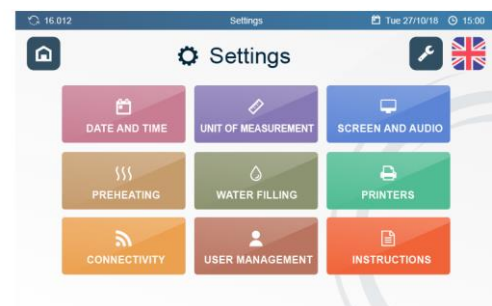 16.012 Settings Tue 27/10/18 15:00
Settings
DATE AND TIME UNIT OF MEASUREMENT SCREEN AND AUDIO
PREHEATING WATER FILLING PRINTERS
CONNECTIVITY USER MANAGEMENT INSTRUCTIONS